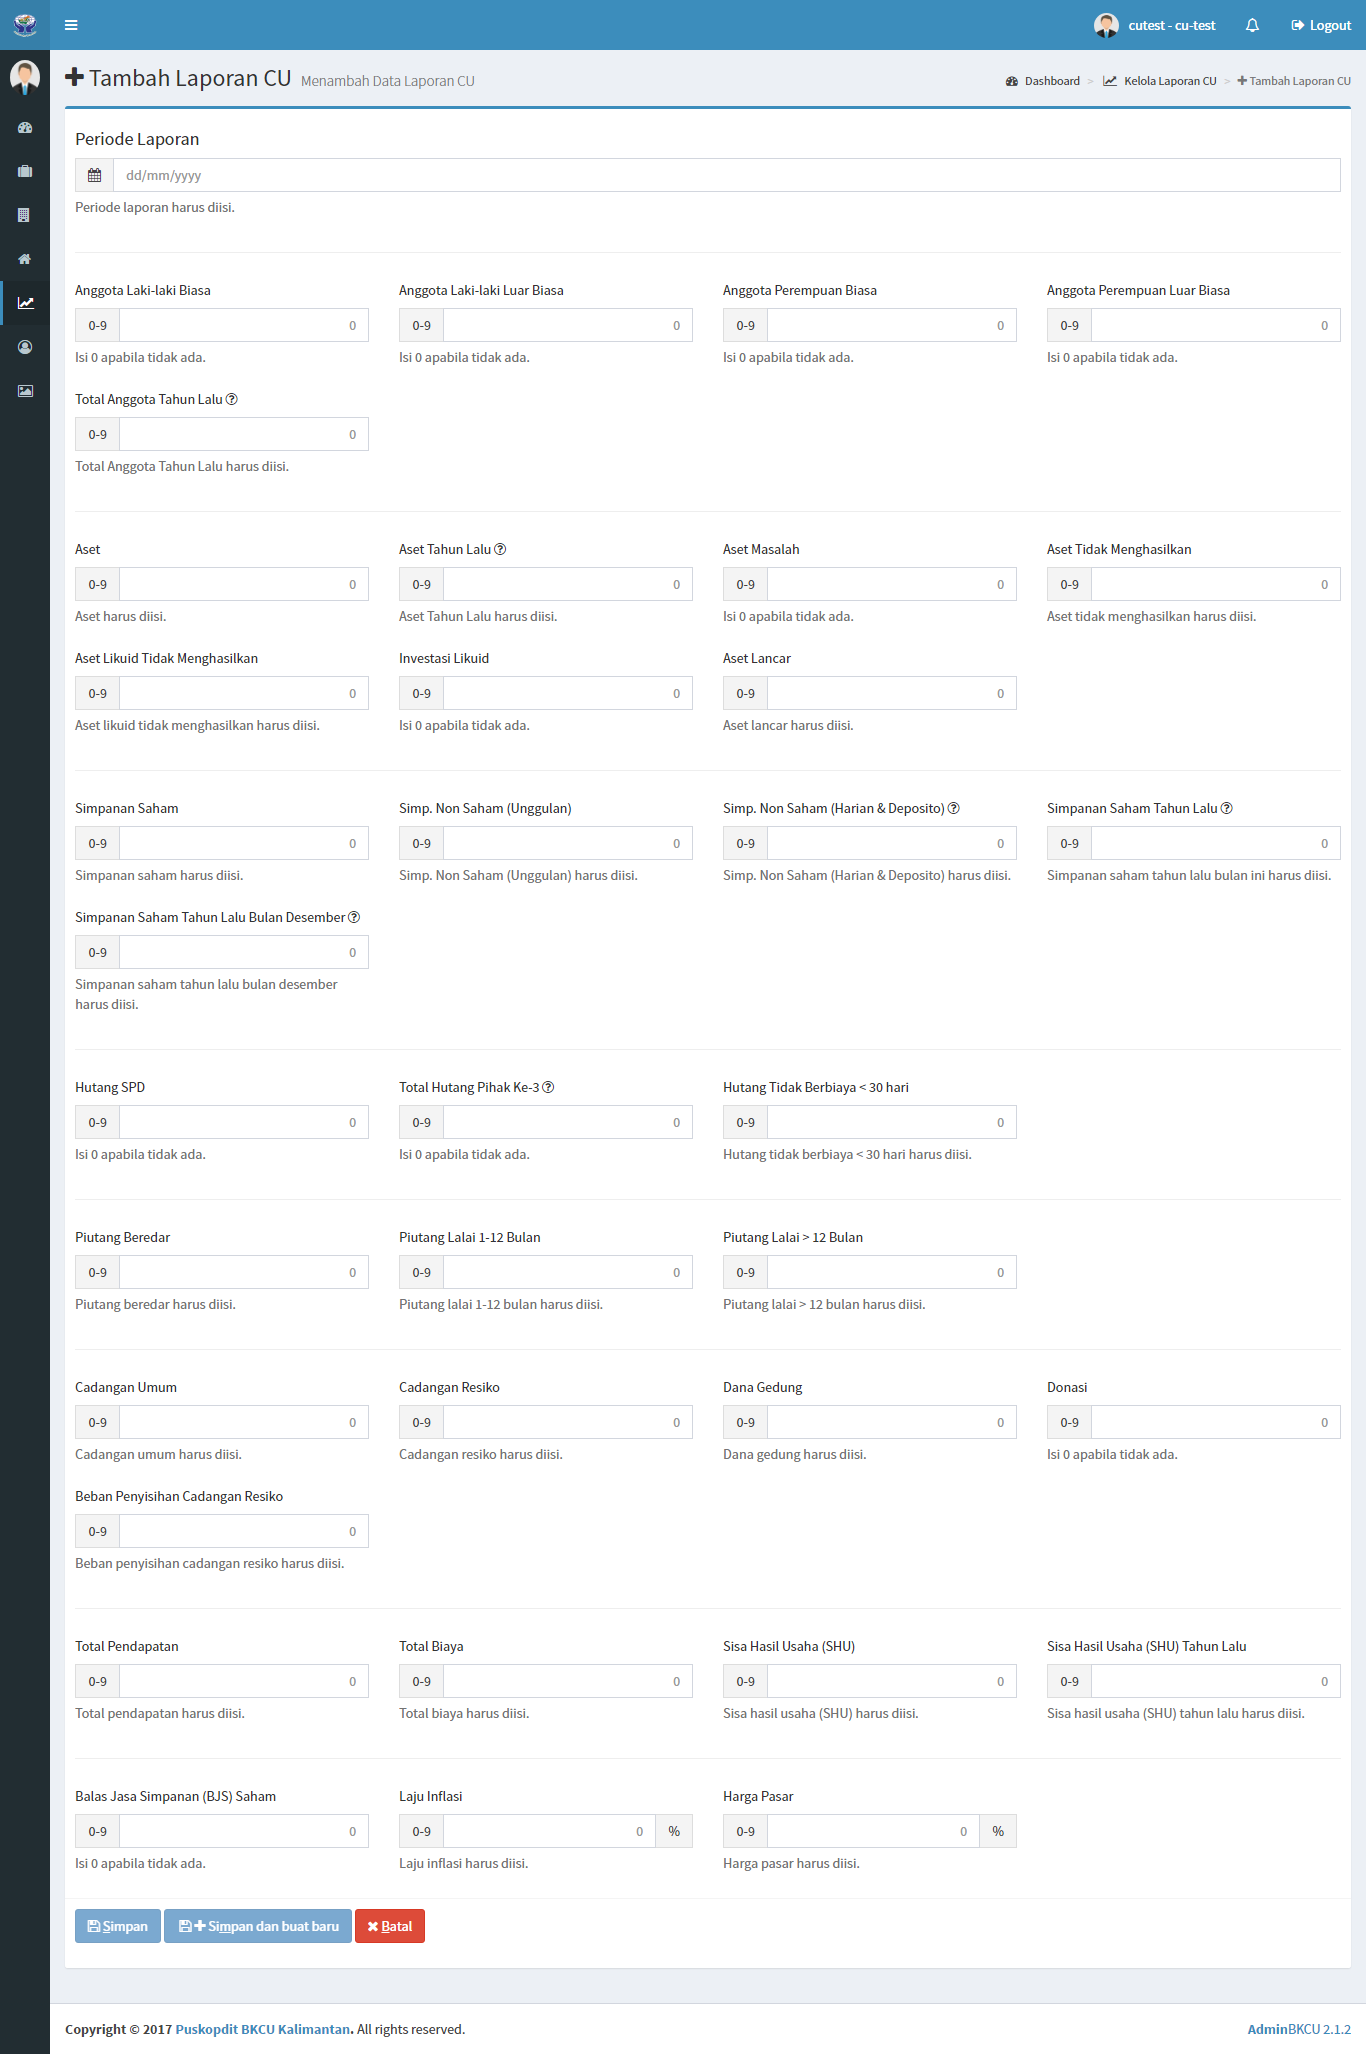 cutest - cu-test
Logout
Tambah Laporan CU Menambah Data Laporan CU
Dashboard > Kelola Laporan CU > Tambah Laporan CU
Periode Laporan
dd/mm/yyyy
Periode laporan harus diisi.
Anggota Laki-laki Biasa Anggota Laki-laki Luar Biasa Anggota Perempuan Biasa Anggota Perempuan Luar Biasa
0-9 0 0-9 0 0-9 0 0-9 0
Isi 0 apabila tidak ada. Isi 0 apabila tidak ada. Isi 0 apabila tidak ada. Isi 0 apabila tidak ada.
Total Anggota Tahun Lalu ?
0-9 0
Total Anggota Tahun Lalu harus diisi.
Aset Aset Tahun Lalu ? Aset Masalah Aset Tidak Menghasilkan
0-9 0 0-9 0 0-9 0 0-9 0
Aset harus diisi. Aset Tahun Lalu harus diisi. Isi 0 apabila tidak ada. Aset tidak menghasilkan harus diisi.
Aset Likuid Tidak Menghasilkan Investasi Likuid Aset Lancar
0-9 0 0-9 0 0-9 0
Aset likuid tidak menghasilkan harus diisi. Isi 0 apabila tidak ada. Aset lancar harus diisi.
Simpanan Saham Simp. Non Saham (Unggulan) Simp. Non Saham (Harian & Deposito) ? Simpanan Saham Tahun Lalu ?
0-9 0 0-9 0 0-9 0 0-9 0
Simpanan saham harus diisi. Simp. Non Saham (Unggulan) harus diisi. Simp. Non Saham (Harian & Deposito) harus diisi. Simpanan saham tahun lalu bulan ini harus diisi.
Simpanan Saham Tahun Lalu Bulan Desember ?
0-9 0
Simpanan saham tahun lalu bulan desember
harus diisi.
Hutang SPD Total Hutang Pihak Ke-3 ? Hutang Tidak Berbiaya < 30 hari
0-9 0 0-9 0 0-9 0
Isi 0 apabila tidak ada. Isi 0 apabila tidak ada. Hutang tidak berbiaya < 30 hari harus diisi.
Piutang Beredar Piutang Lalai 1-12 Bulan Piutang Lalai > 12 Bulan
0-9 0 0-9 0 0-9 0
Piutang beredar harus diisi. Piutang lalai 1-12 bulan harus diisi. Piutang lalai > 12 bulan harus diisi.
Cadangan Umum Cadangan Resiko Dana Gedung Donasi
0-9 0 0-9 0 0-9 0 0-9 0
Cadangan umum harus diisi. Cadangan resiko harus diisi. Dana gedung harus diisi. Isi 0 apabila tidak ada.
Beban Penyisihan Cadangan Resiko
0-9 0
Beban penyisihan cadangan resiko harus diisi.
Total Pendapatan Total Biaya Sisa Hasil Usaha (SHU) Sisa Hasil Usaha (SHU) Tahun Lalu
0-9 0 0-9 0 0-9 0 0-9 0
Total pendapatan harus diisi. Total biaya harus diisi. Sisa hasil usaha (SHU) harus diisi. Sisa hasil usaha (SHU) tahun lalu harus diisi.
Balas Jasa Simpanan (BJS) Saham Laju Inflasi Harga Pasar
0-9 0 0-9 0 % 0-9 0 %
Isi 0 apabila tidak ada. Laju inflasi harus diisi. Harga pasar harus diisi.
Simpan Simpan dan buat baru Batal
Copyright © 2017 Puskopdit BKCU Kalimantan. All rights reserved. AdminBKCU 2.1.2